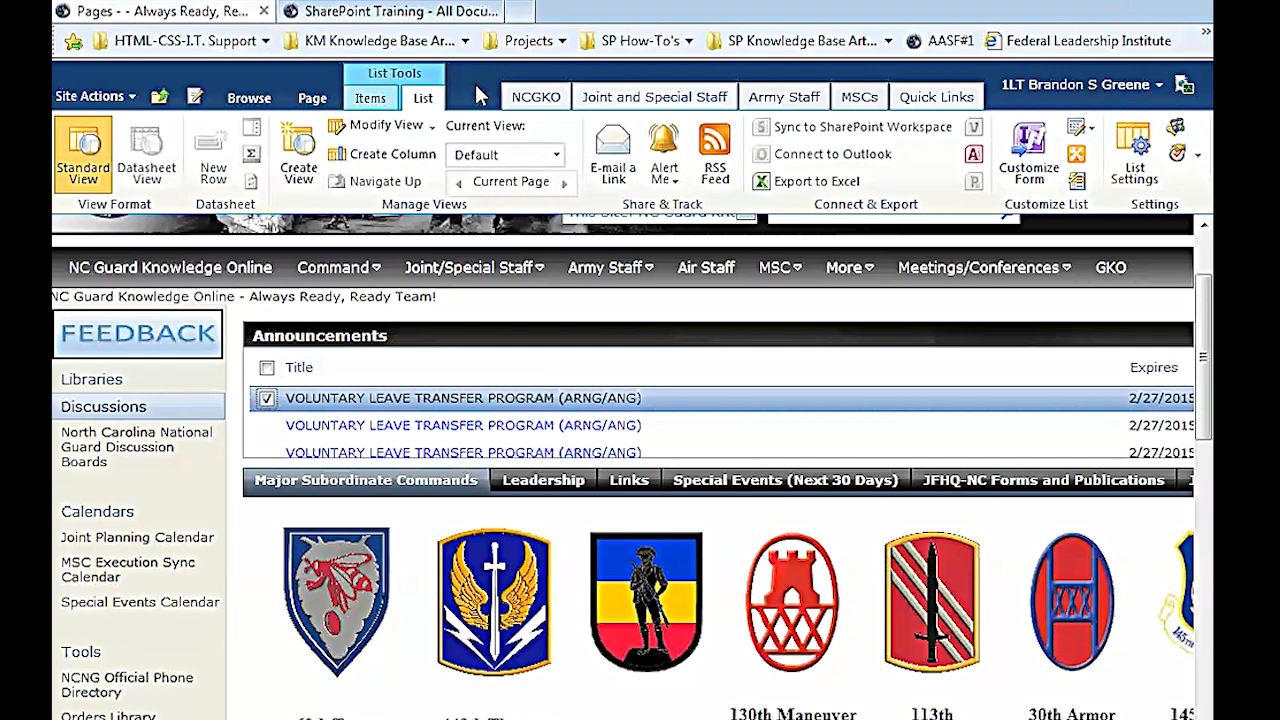 Pages - - Always Ready, Re...
SharePoint Training - All Docu...
HTML-CSS-I.T. Support
KM Knowledge Base Ar...
Projects
SP How-To's
SP Knowledge Base Art...
AASF#1
Federal Leadership Institute
List Tools
Site Actions
Browse
Page
Items
List
NCGKO
Joint and Special Staff
Army Staff
MSCs
Quick Links
1LT Brandon S Greene
Standard View
Datasheet View
New Row
Create View
Modify View
Create Column
Navigate Up
Current View:
Default
Current Page
E-mail a Link
Alert Me
RSS Feed
Sync to SharePoint Workspace
Connect to Outlook
Export to Excel
Customize Form
List Settings
View Format
Datasheet
Manage Views
Share & Track
Connect & Export
Customize List
Settings
NC Guard Knowledge Online
Command
Joint/Special Staff
Army Staff
Air Staff
MSC
More
Meetings/Conferences
GKO
NC Guard Knowledge Online - Always Ready, Ready Team!
FEEDBACK
Libraries
Discussions
North Carolina National
Guard Discussion
Boards
Calendars
Joint Planning Calendar
MSC Execution Sync
Calendar
Special Events Calendar
Tools
NCNG Official Phone
Directory
Orders Library
Announcements
Title
Expires
VOLUNTARY LEAVE TRANSFER PROGRAM (ARNG/ANG)
2/27/2015
VOLUNTARY LEAVE TRANSFER PROGRAM (ARNG/ANG)
2/27/2015
VOLUNTARY LEAVE TRANSFER PROGRAM (ARNG/ANG)
2/27/2015
Major Subordinate Commands
Leadership
Links
Special Events (Next 30 Days)
JFHQ-NC Forms and Publications
130th Maneuver
113th
30th Armor
145